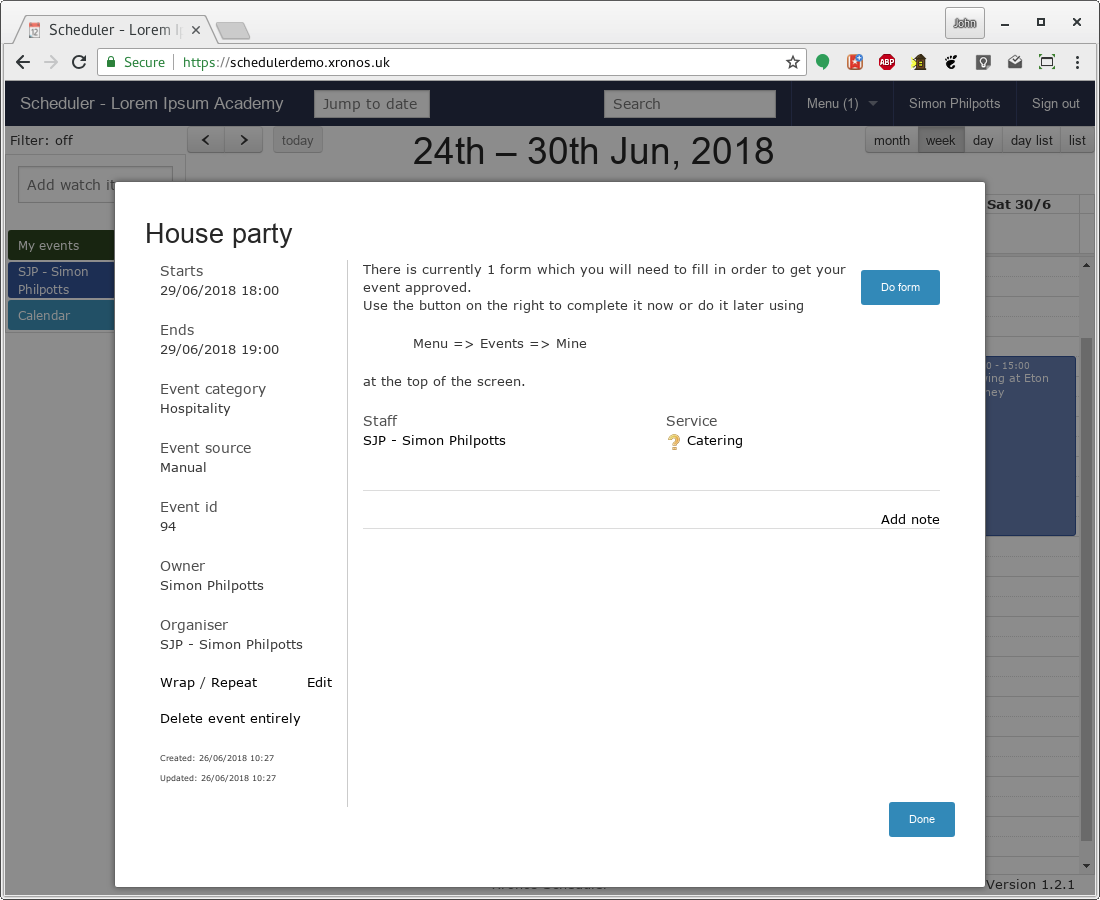 Scheduler - Lorem I
John
Secure https://schedulerdemo.xronos.uk
ABP
Scheduler - Lorem Ipsum Academy Jump to date Search Menu (1) Simon Philpotts Sign out
Filter: off today 24th – 30th Jun, 2018 month week day day list list
Add watch it
Sat 30/6
My events
SJP - Simon
Philpotts
Calendar
0 - 15:00
ing at Eton
ney
House party
Starts
29/06/2018 18:00
Ends
29/06/2018 19:00
Event category
Hospitality
Event source
Manual
Event id
94
Owner
Simon Philpotts
Organiser
SJP - Simon Philpotts
Wrap / Repeat Edit
Delete event entirely
Created: 26/06/2018 10:27
Updated: 26/06/2018 10:27
There is currently 1 form which you will need to fill in order to get your
event approved.
Use the button on the right to complete it now or do it later using
Menu => Events => Mine
at the top of the screen.
Do form
Staff
SJP - Simon Philpotts
Service
? Catering
Add note
Done
Version 1.2.1